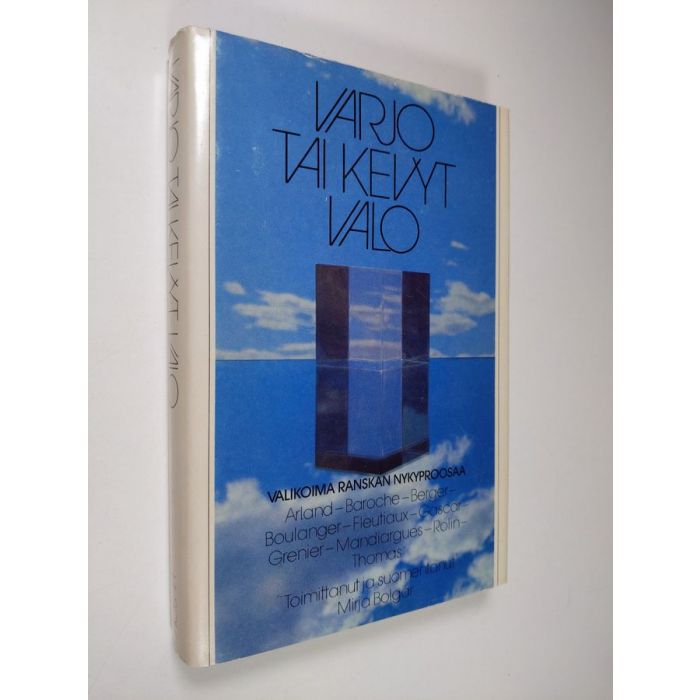 VARJO
TAI KEVYT
VALO
VALIKOIMA RANSKAN NYKYPROOSAA
Arland – Baroche – Berger –
Boulanger – Fleutiaux – Gascar –
Grenier – Mandiargues – Rolin –
Thomas
Toimittanut ja suomentanut
Mirja Bolgár
VARJO TAI KEVYT VALO